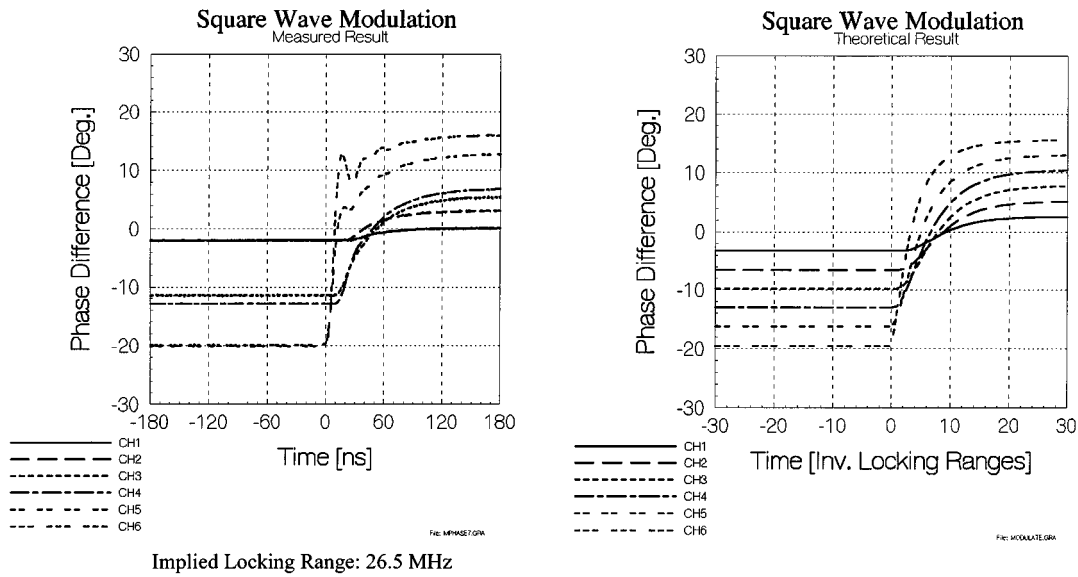 Square Wave Modulation
Measured Result
30
20
10
0
-10
-20
-30
Phase Difference [Deg.]
-180 -120 -60 0 60 120 180
Time [ns]
CH1
CH2
CH3
CH4
CH5
CH6
File: MPHASE7.GRA
Implied Locking Range: 26.5 MHz
Square Wave Modulation
Theoretical Result
30
20
10
0
-10
-20
-30
Phase Difference [Deg.]
-30 -20 -10 0 10 20 30
Time [Inv. Locking Ranges]
CH1
CH2
CH3
CH4
CH5
CH6
File: MODULATE.GRA